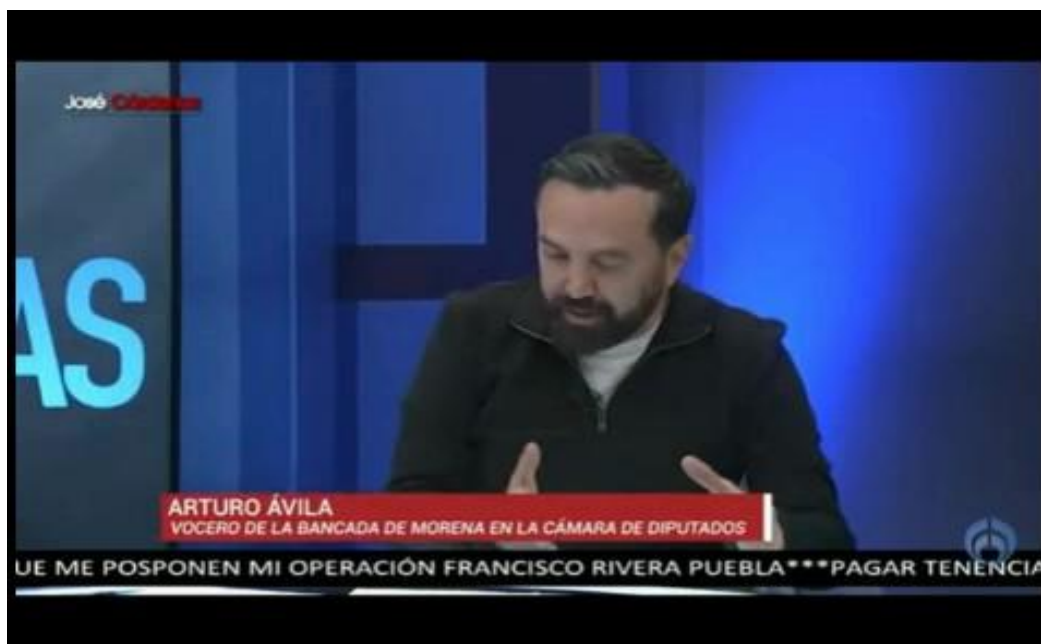 José Cárdenas
AS
ARTURO ÁVILA
VOCERO DE LA BANCADA DE MORENA EN LA CÁMARA DE DIPUTADOS
UE ME POSPONEN MI OPERACIÓN FRANCISCO RIVERA PUEBLA***PAGAR TENENCIA